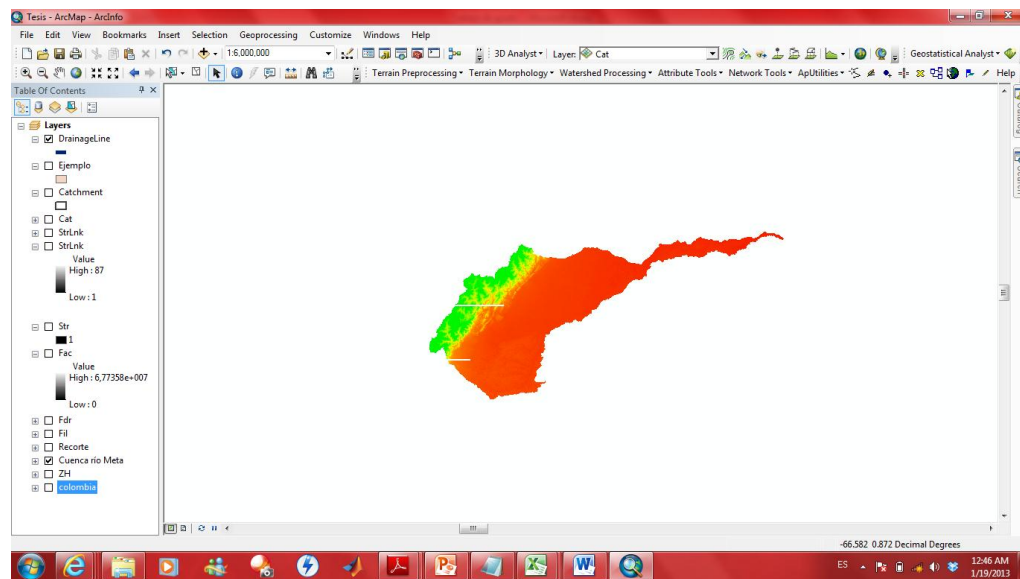 Tesis - ArcMap - ArcInfo
File Edit View Bookmarks Insert Selection Geoprocessing Customize Windows Help
1:6,000,000 3D Analyst Layer: Cat Geostatistical Analyst
Terrain Preprocessing Terrain Morphology Watershed Processing Attribute Tools Network Tools ApUtilities Help
Table Of Contents
Layers
DrainageLine
Ejemplo
Catchment
Cat
StrLnk
StrLnk
Value
High : 87
Low : 1
Str
1
Fac
Value
High : 6,77358e+007
Low : 0
Fdr
Fil
Recorte
Cuenca río Meta
ZH
colombia
-66.582 0.872 Decimal Degrees
ES 12:46 AM
1/19/2013